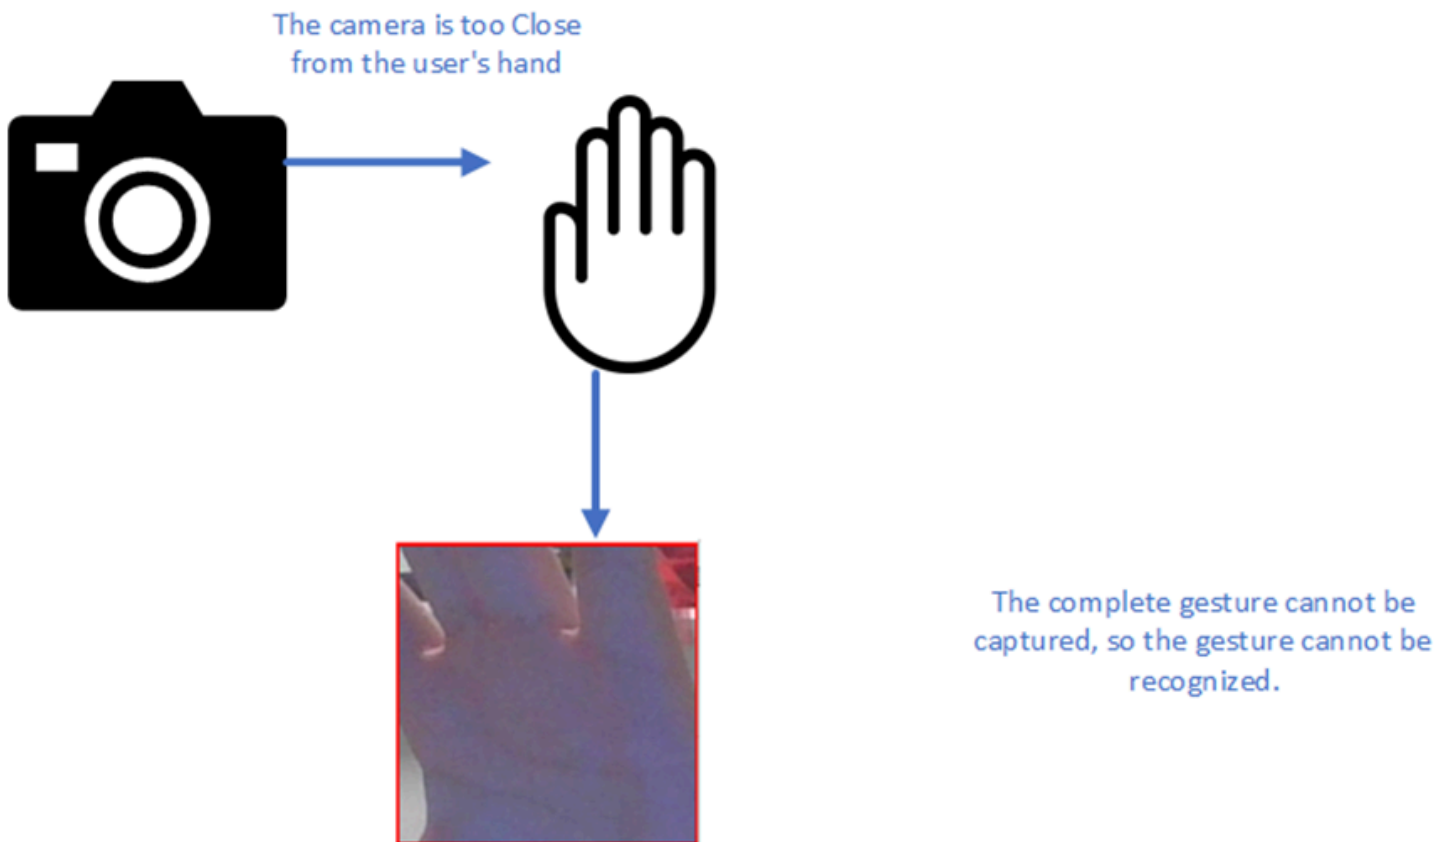 The camera is too Close
from the user's hand
The complete gesture cannot be
captured, so the gesture cannot be
recognized.